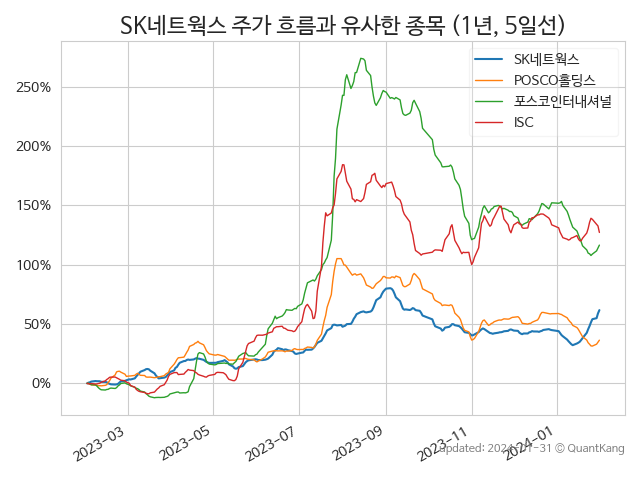 SK네트웍스 주가 흐름과 유사한 종목 (1년, 5일선)
SK네트웍스
POSCO홀딩스
포스코인터내셔널
ISC
250%
200%
150%
100%
50%
0%
2023-03
2023-05
2023-07
2023-09
2023-11
2024-01
updated: 2024-01-31 © QuantKang